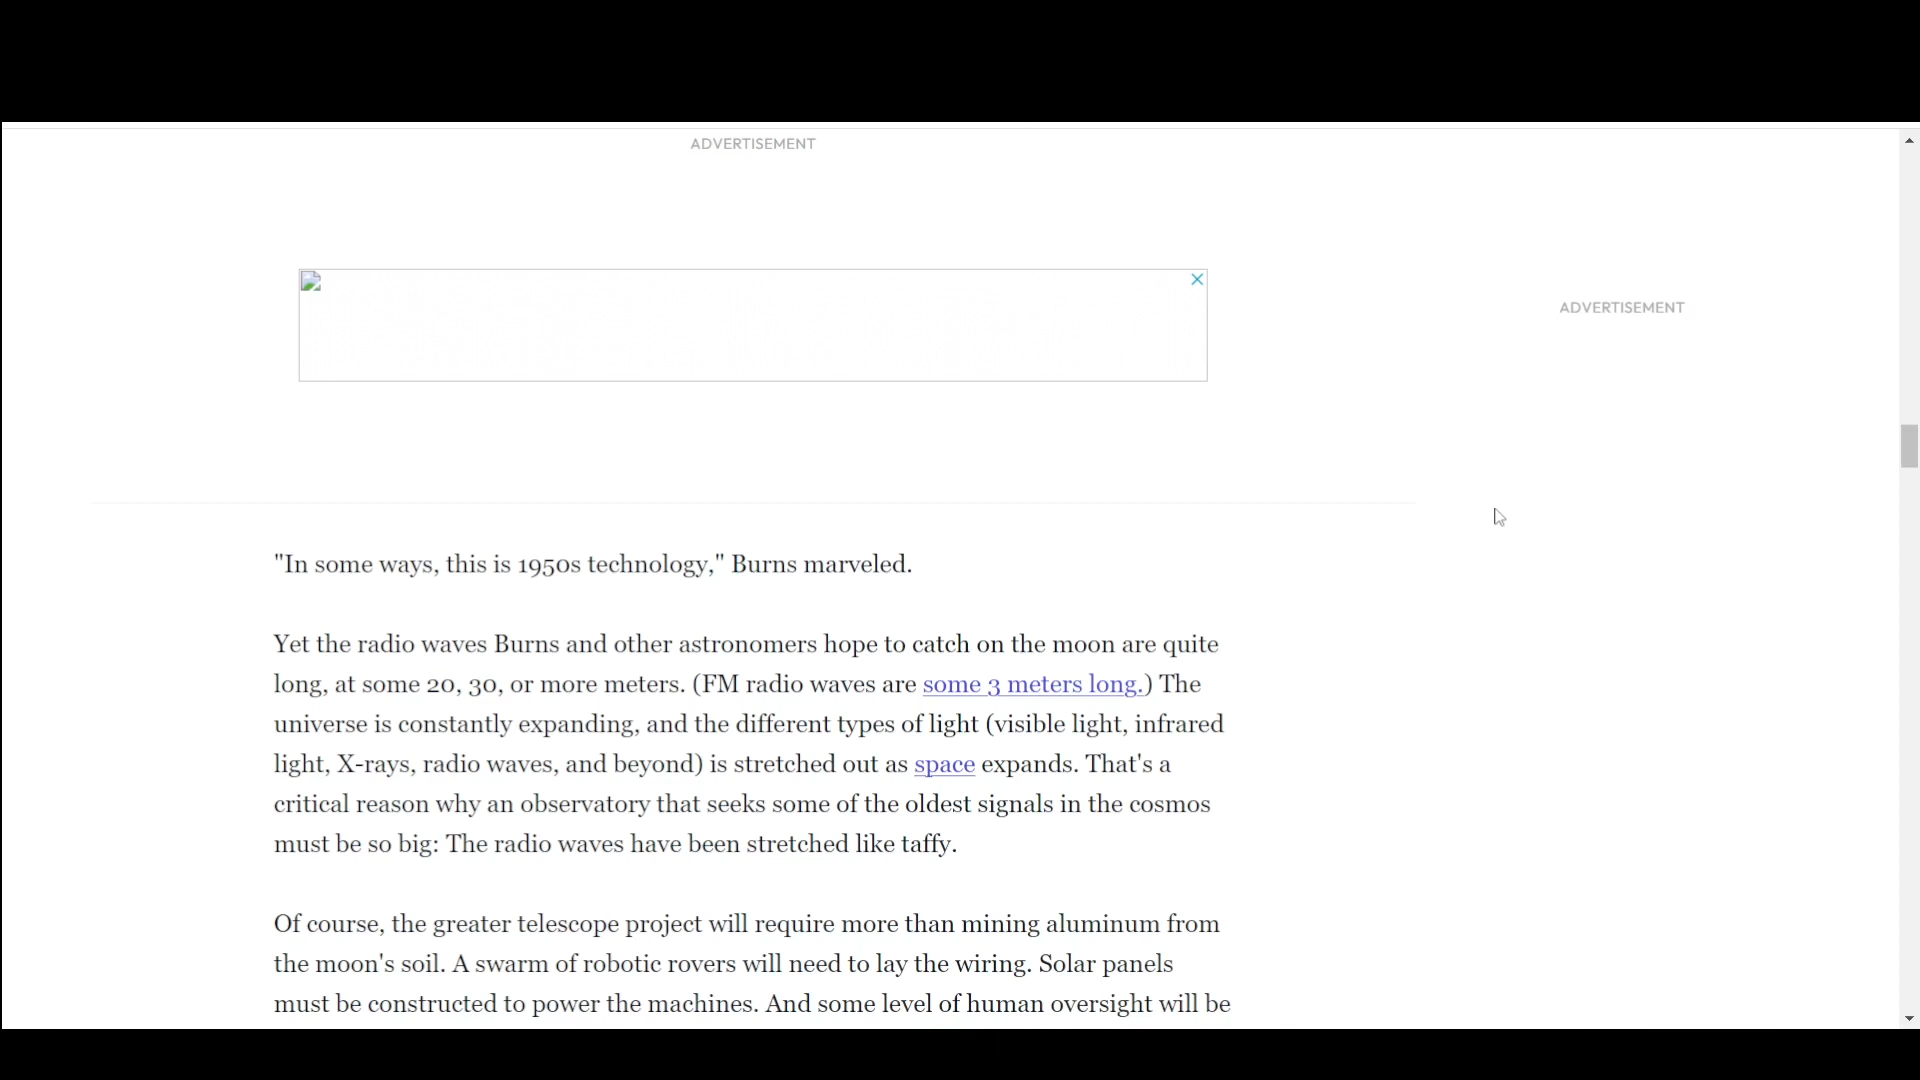 ADVERTISEMENT
ADVERTISEMENT
"In some ways, this is 1950s technology," Burns marveled.
Yet the radio waves Burns and other astronomers hope to catch on the moon are quite
long, at some 20, 30, or more meters. (FM radio waves are some 3 meters long.) The
universe is constantly expanding, and the different types of light (visible light, infrared
light, X-rays, radio waves, and beyond) is stretched out as space expands. That's a
critical reason why an observatory that seeks some of the oldest signals in the cosmos
must be so big: The radio waves have been stretched like taffy.
Of course, the greater telescope project will require more than mining aluminum from
the moon's soil. A swarm of robotic rovers will need to lay the wiring. Solar panels
must be constructed to power the machines. And some level of human oversight will be